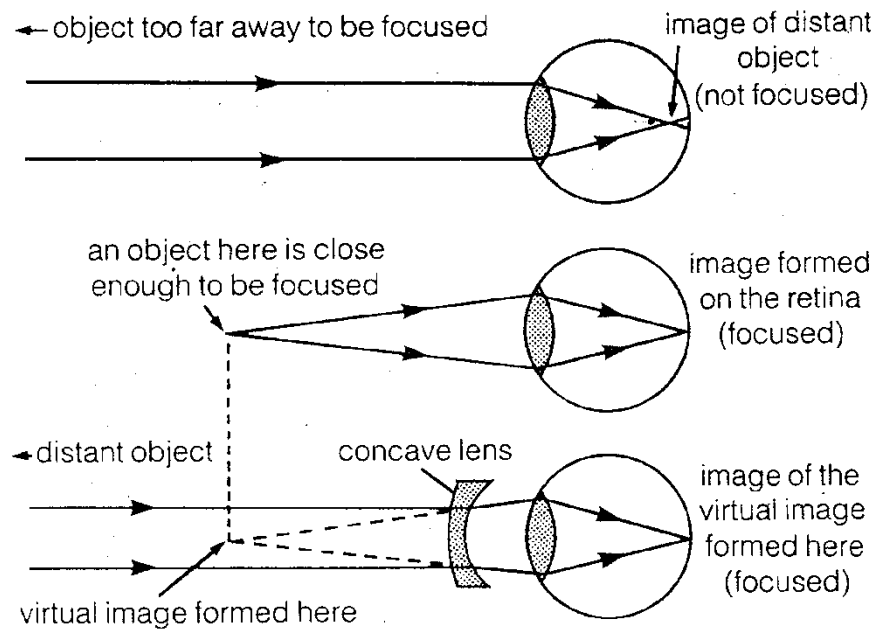 object too far away to be focused
image of distant
object
(not focused)
an object here is close
enough to be focused
image formed
on the retina
(focused)
distant object
concave lens
image of the
virtual image
formed here
(focused)
virtual image formed here